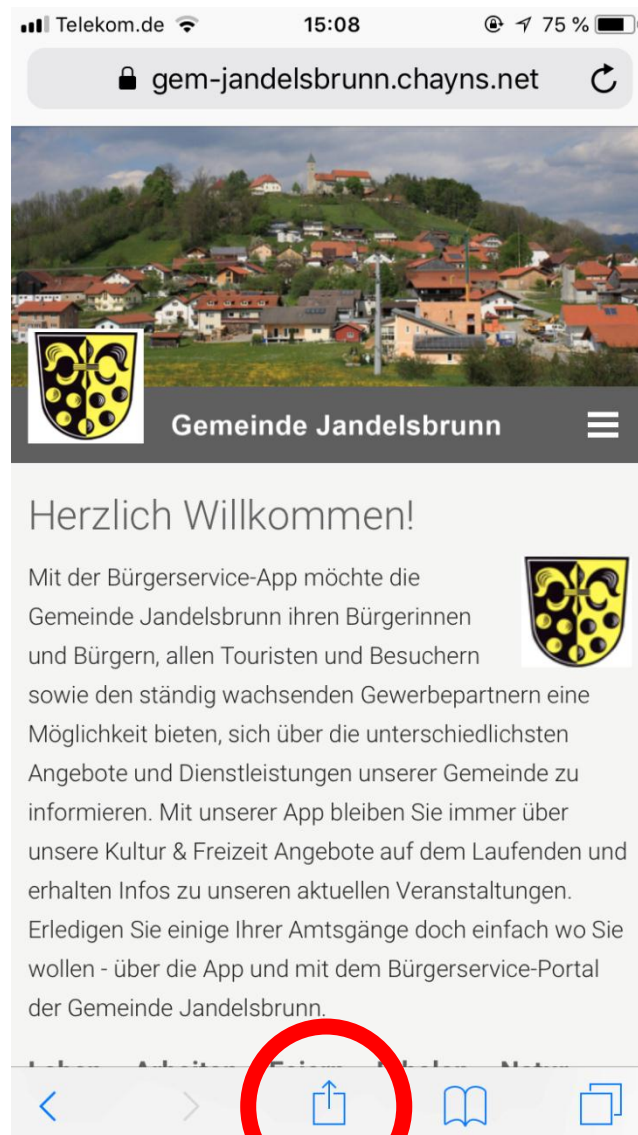 Telekom.de 15:08 75 %
gem-jandelsbrunn.chayns.net
Gemeinde Jandelsbrunn
Herzlich Willkommen!
Mit der Bürgerservice-App möchte die
Gemeinde Jandelsbrunn ihren Bürgerinnen
und Bürgern, allen Touristen und Besuchern
sowie den ständig wachsenden Gewerbepartnern eine
Möglichkeit bieten, sich über die unterschiedlichsten
Angebote und Dienstleistungen unserer Gemeinde zu
informieren. Mit unserer App bleiben Sie immer über
unsere Kultur & Freizeit Angebote auf dem Laufenden und
erhalten Infos zu unseren aktuellen Veranstaltungen.
Erledigen Sie einige Ihrer Amtsgänge doch einfach wo Sie
wollen - über die App und mit dem Bürgerservice-Portal
der Gemeinde Jandelsbrunn.